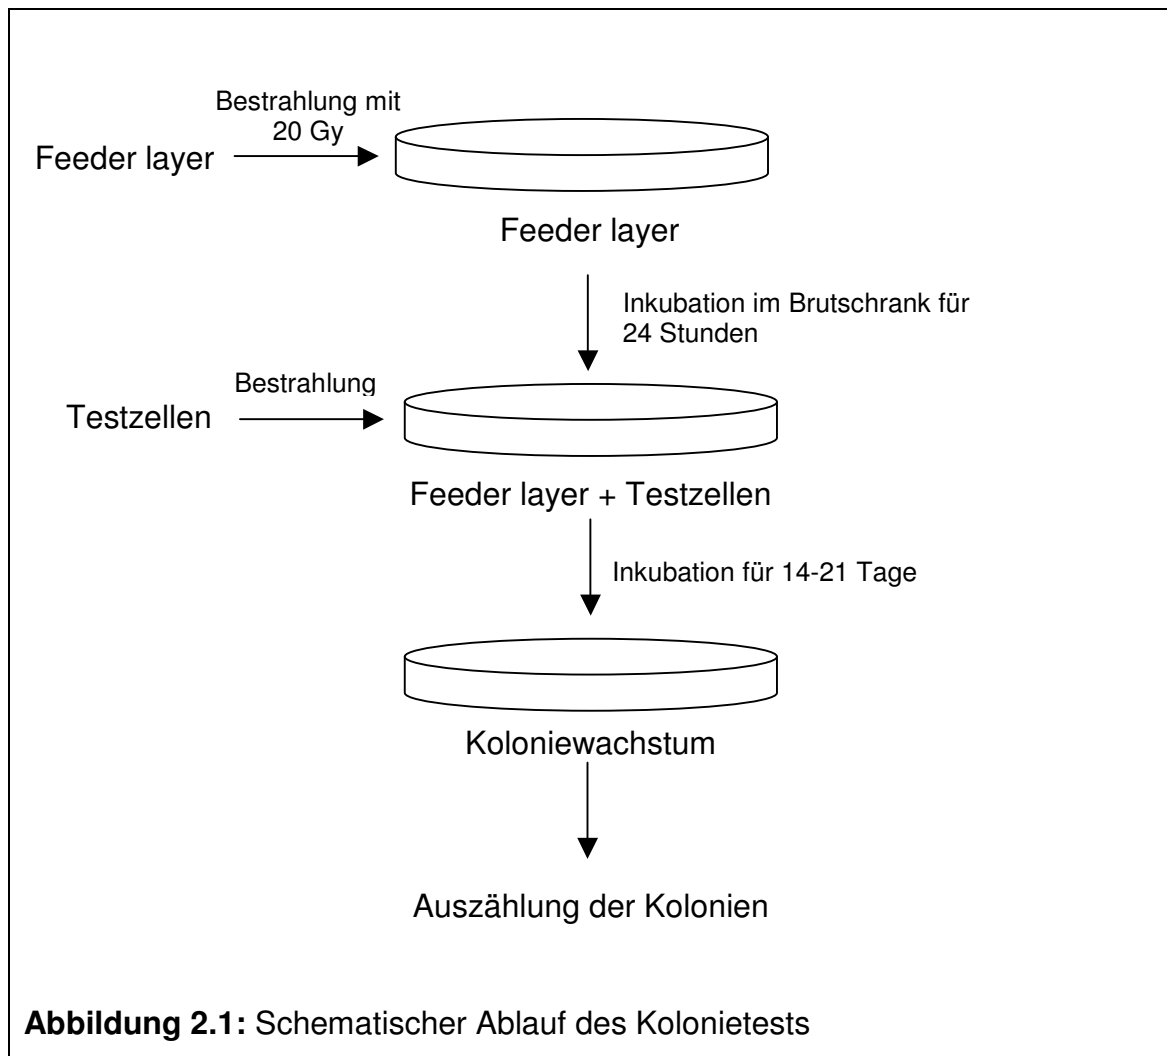 Bestrahlung mit
20 Gy
Feeder layer
Feeder layer
Inkubation im Brutschrank für
24 Stunden
Bestrahlung
Testzellen
Feeder layer + Testzellen
Inkubation für 14-21 Tage
Koloniewachstum
Auszählung der Kolonien
Abbildung 2.1: Schematischer Ablauf des Kolonietests